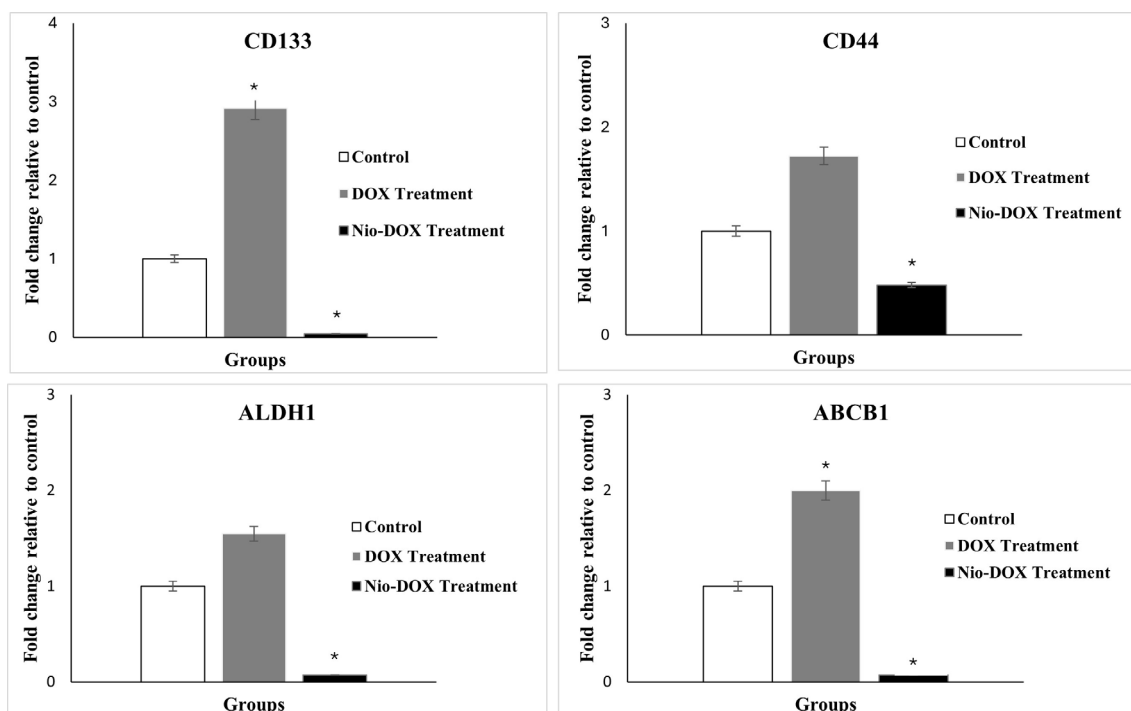 CD133
Fold change relative to control
4
3
2
1
0
*
*
Control
DOX Treatment
Nio-DOX Treatment
Groups
CD44
Fold change relative to control
3
2
1
0
*
Control
DOX Treatment
Nio-DOX Treatment
Groups
ALDH1
Fold change relative to control
3
2
1
0
*
Control
DOX Treatment
Nio-DOX Treatment
Groups
ABCB1
Fold change relative to control
3
2
1
0
*
*
Control
DOX Treatment
Nio-DOX Treatment
Groups